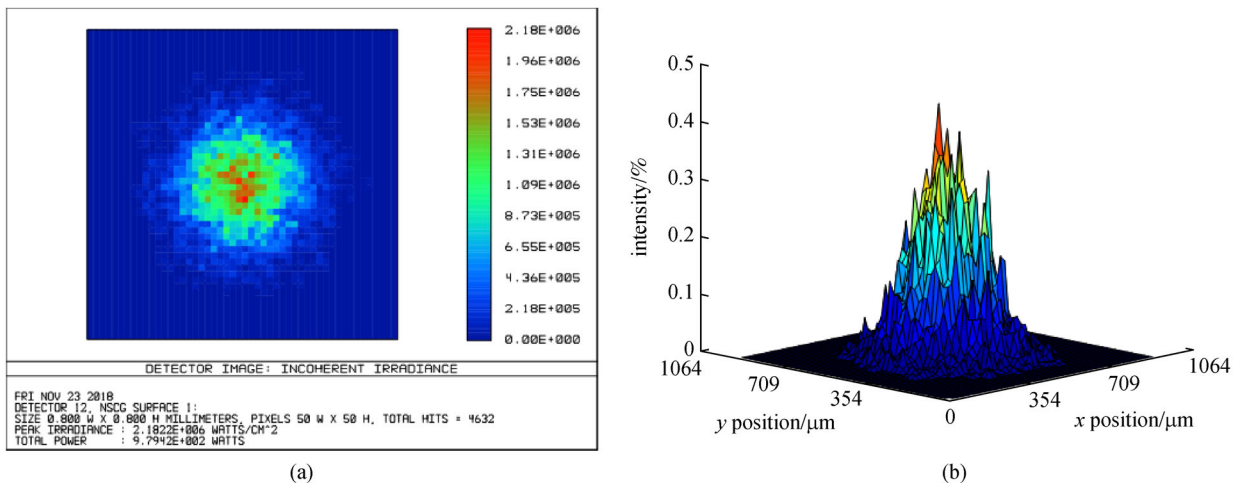 2.18E+006
1.96E+006
1.75E+006
1.53E+006
1.31E+006
1.09E+006
8.73E+005
6.55E+005
4.36E+005
2.18E+005
0.00E+000
DETECTOR IMAGE: INCOHERENT IRRADIANCE
FRI NOV 23 2018
DETECTOR 12, NSCG SURFACE 1:
SIZE 0.800 W X 0.800 H MILLIMETERS, PIXELS 50 W X 50 H, TOTAL HITS = 4632
PEAK IRRADIANCE : 2.1822E+006 WATTS/CM^2
TOTAL POWER : 9.7942E+002 WATTS
(a)
0.5
0.4
0.3
0.2
0.1
0
intensity/%
1064
709
354
0
354
709
1064
y position/μm
x position/μm
(b)